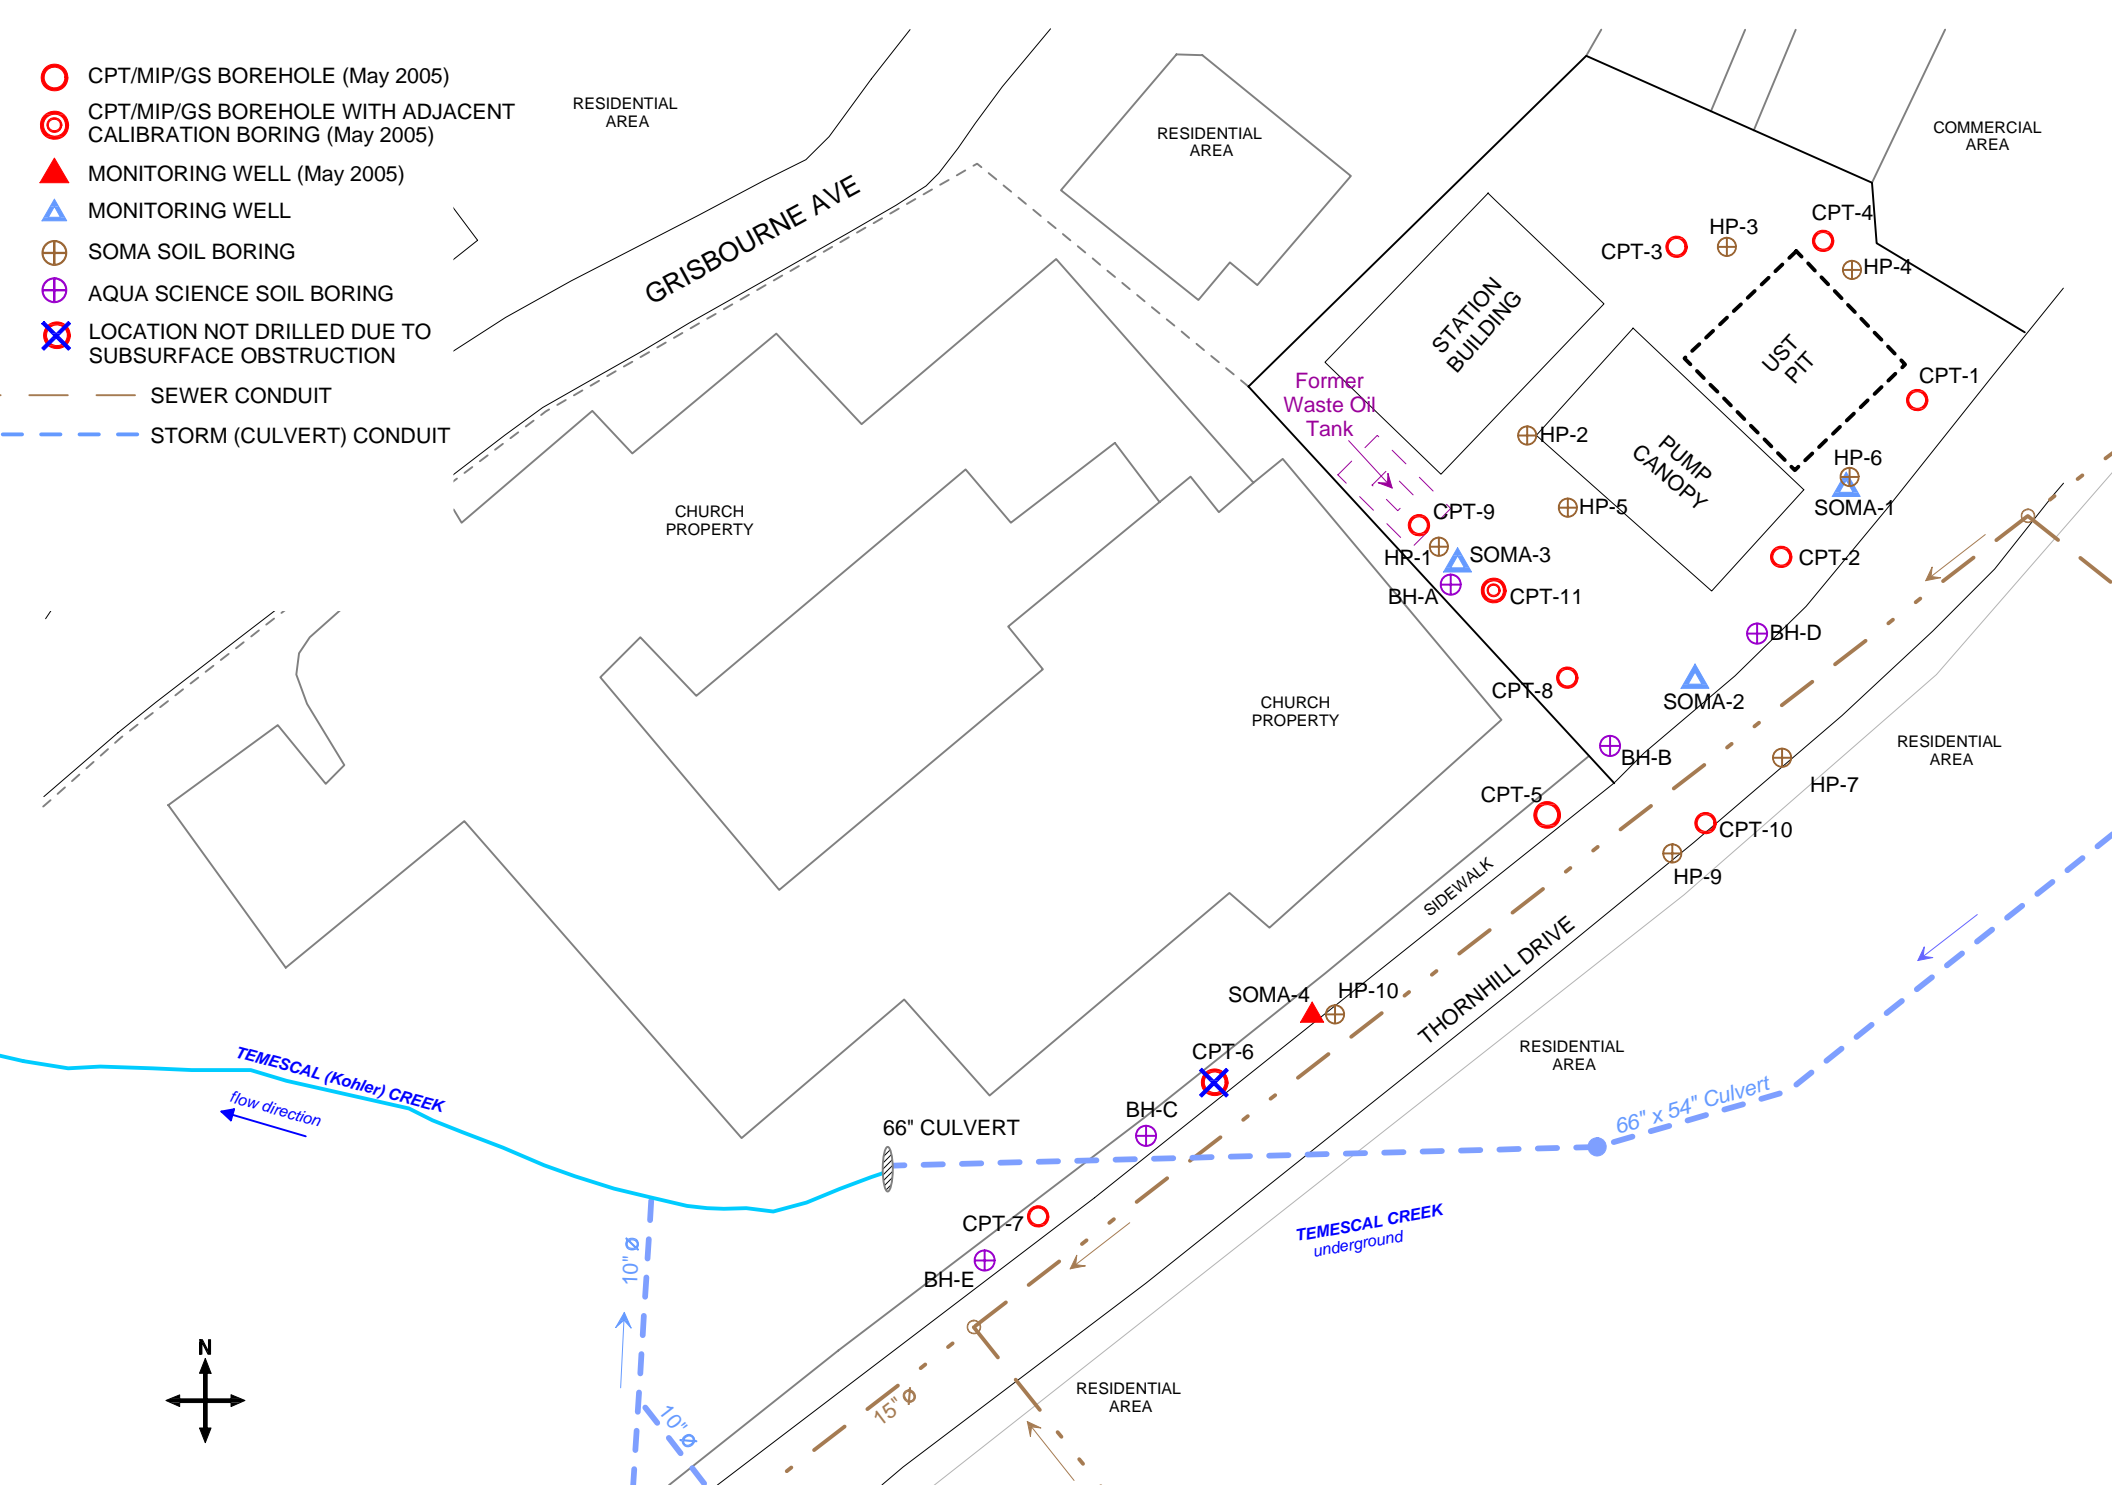 CPT/MIP/GS BOREHOLE (May 2005)
CPT/MIP/GS BOREHOLE WITH ADJACENT
CALIBRATION BORING (May 2005)
MONITORING WELL (May 2005)
MONITORING WELL
SOMA SOIL BORING
AQUA SCIENCE SOIL BORING
LOCATION NOT DRILLED DUE TO
SUBSURFACE OBSTRUCTION
SEWER CONDUIT
STORM (CULVERT) CONDUIT
RESIDENTIAL
AREA
GRISBOURNE AVE
RESIDENTIAL
AREA
COMMERCIAL
AREA
CPT-4
HP-3
CPT-3
HP-4
STATION
BUILDING
UST
PIT
CPT-1
Former
Waste Oil
Tank
HP-2
PUMP
CANOPY
HP-6
SOMA-1
HP-5
CPT-9
HP-1
SOMA-3
CPT-2
BH-A
CPT-11
BH-D
CHURCH
PROPERTY
CPT-8
SOMA-2
CHURCH
PROPERTY
BH-B
RESIDENTIAL
AREA
HP-7
CPT-5
CPT-10
HP-9
SIDEWALK
THORNHILL DRIVE
SOMA-4
HP-10
CPT-6
RESIDENTIAL
AREA
TEMESCAL (Kohler) CREEK
flow direction
BH-C
66" CULVERT
66" x 54" Culvert
CPT-7
TEMESCAL CREEK
underground
BH-E
10" ø
N
15" ø
10" ø
RESIDENTIAL
AREA